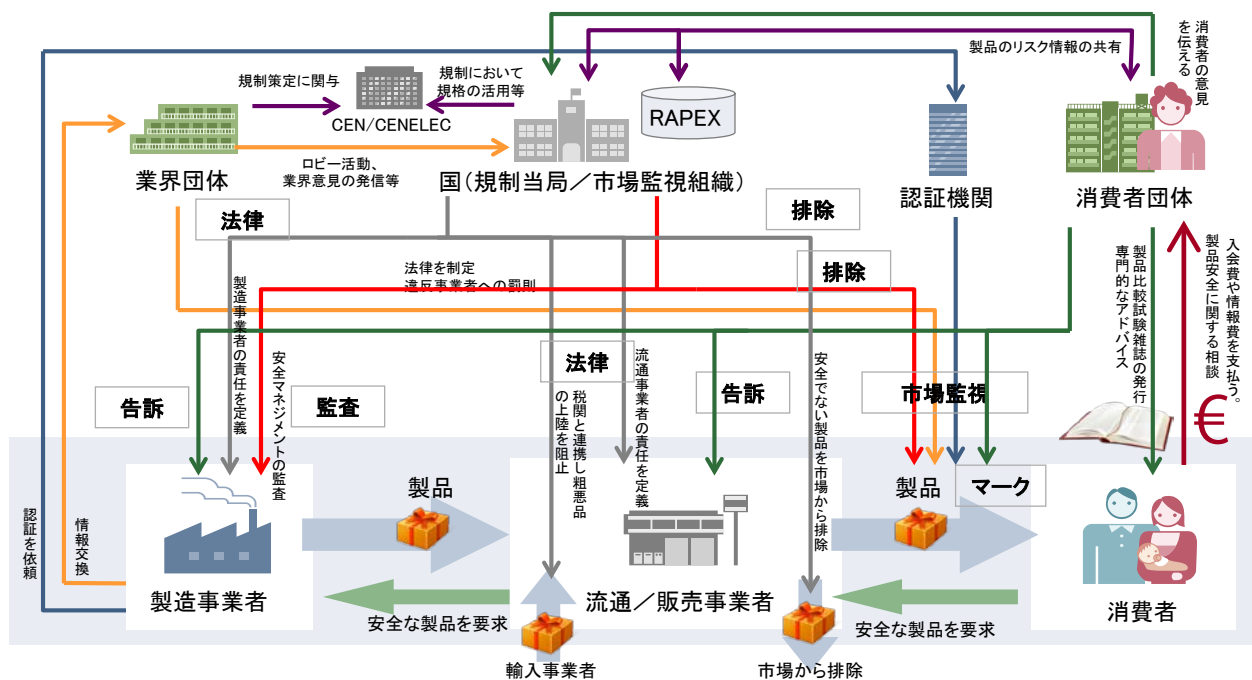 製品のリスク情報の共有
消費者の意見
を伝える
規制策定に関与
規制において
規格の活用等
CEN/CENELEC
RAPEX
ロビー活動、
業界意見の発信等
業界団体
国(規制当局/市場監視組織)
認証機関
消費者団体
法律
排除
排除
法律を制定
違反事業者への罰則
製造事業者の責任を定義
安全マネジメントの監査
法律
税関と連携し粗悪品
の上陸を阻止
流通事業者の責任を定義
安全でない製品を市場から排除
製品比較試験雑誌の発行
専門的なアドバイス
入会費や情報費を支払う。
製品安全に関する相談
告訴
監査
告訴
市場監視
€
製品
製品
マーク
認証を依頼
情報交換
製造事業者
流通/販売事業者
消費者
安全な製品を要求
安全な製品を要求
輸入事業者
市場から排除